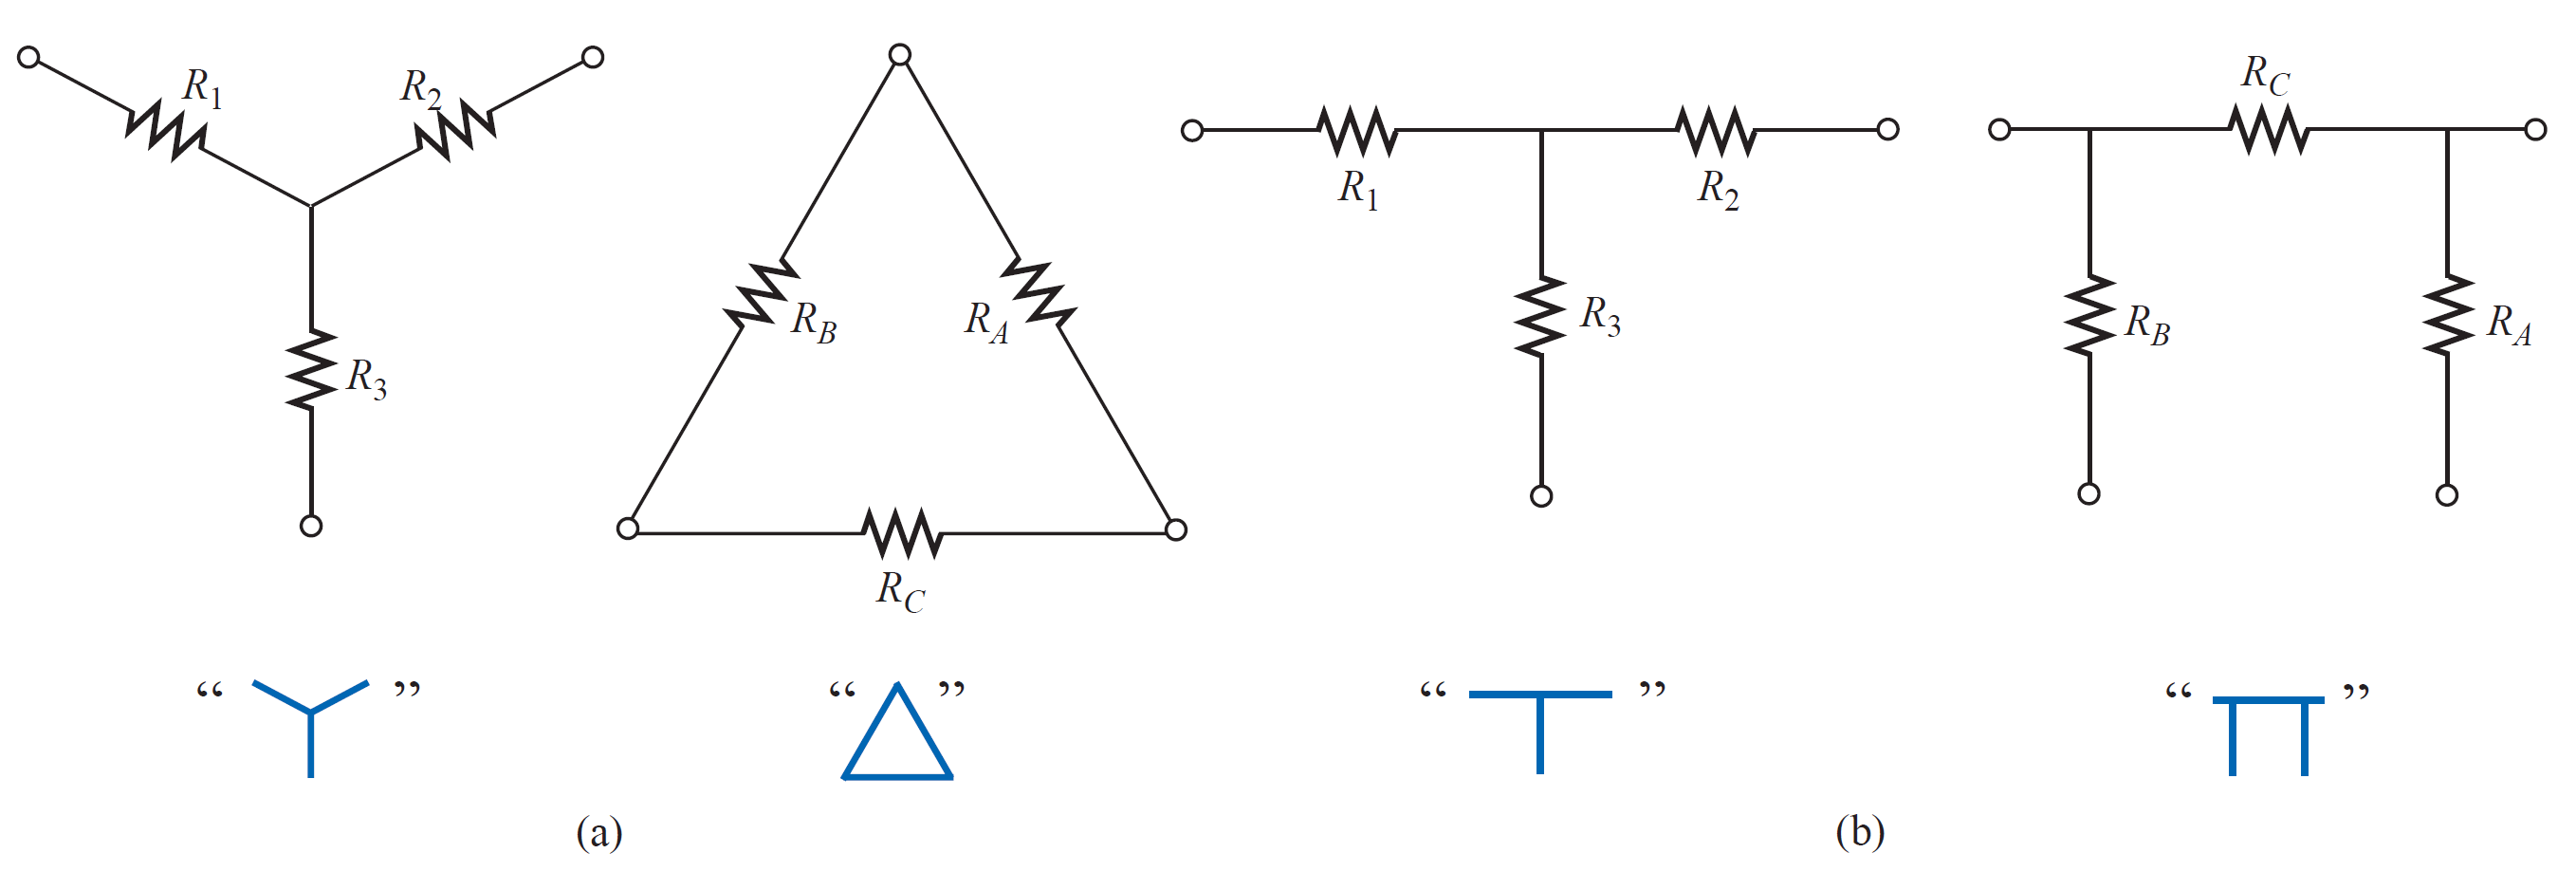 R1
R2
R3
RB
RA
RC
R1
R2
R3
RC
RB
RA
“ ”
“ ”
“ ”
“ ”
(a)
(b)